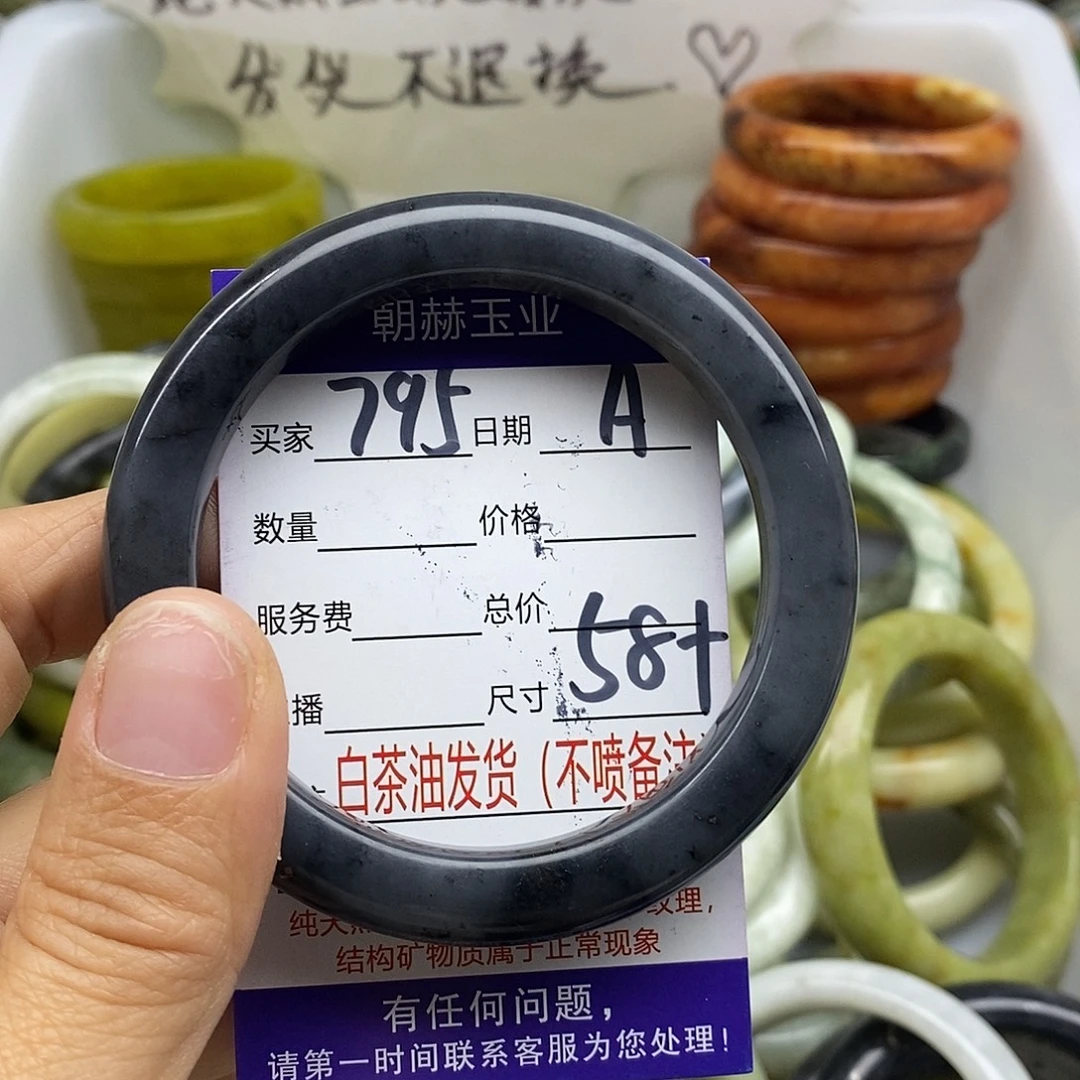 售出不退换
朝赫玉业
买家 795 日期 A
数量 价格
服务费 总价
播 尺寸 58+
白茶油发货（不喷备注
纯天 纹理，
结构矿物质属于正常现象
有任何问题，
请第一时间联系客服为您处理！